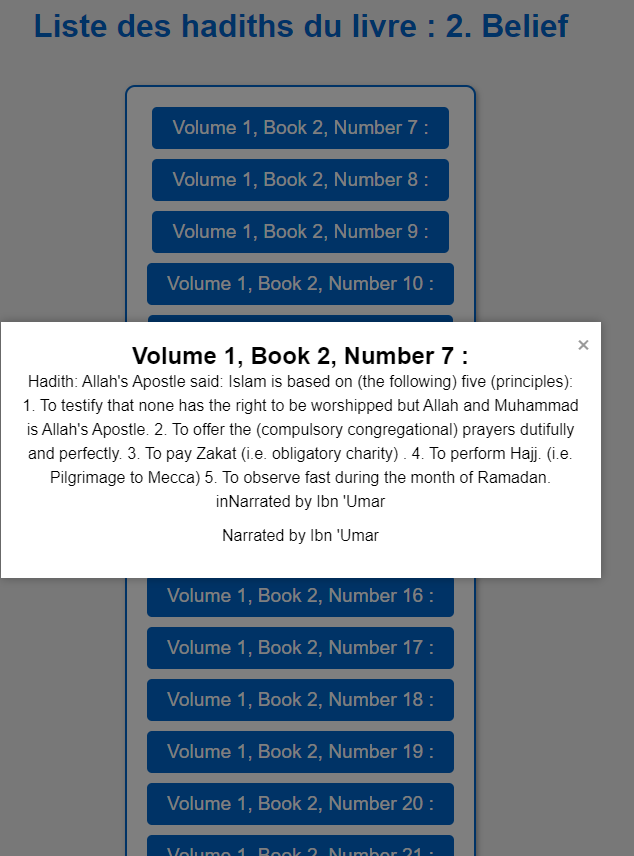 Liste des hadiths du livre : 2. Belief
Volume 1, Book 2, Number 7 :
Volume 1, Book 2, Number 8 :
Volume 1, Book 2, Number 9 :
Volume 1, Book 2, Number 10 :
×
Volume 1, Book 2, Number 7 :
Hadith: Allah's Apostle said: Islam is based on (the following) five (principles):
1. To testify that none has the right to be worshipped but Allah and Muhammad
is Allah's Apostle. 2. To offer the (compulsory congregational) prayers dutifully
and perfectly. 3. To pay Zakat (i.e. obligatory charity) . 4. To perform Hajj. (i.e.
Pilgrimage to Mecca) 5. To observe fast during the month of Ramadan.
inNarrated by Ibn 'Umar
Narrated by Ibn 'Umar
Volume 1, Book 2, Number 16 :
Volume 1, Book 2, Number 17 :
Volume 1, Book 2, Number 18 :
Volume 1, Book 2, Number 19 :
Volume 1, Book 2, Number 20 :
Volume 1, Book 2, Number 21 :